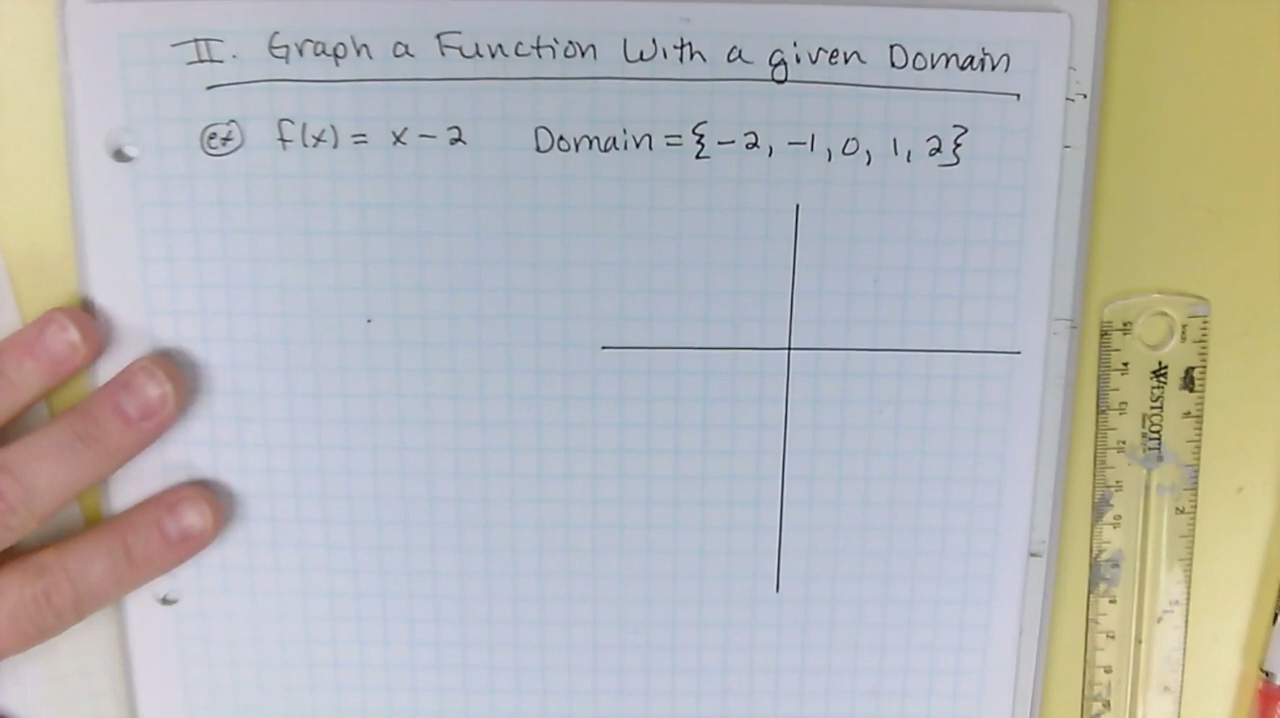 II. Graph a Function With a given Domain
ex f(x) = x - 2 Domain = {-2, -1, 0, 1, 2}
WESTCOTT